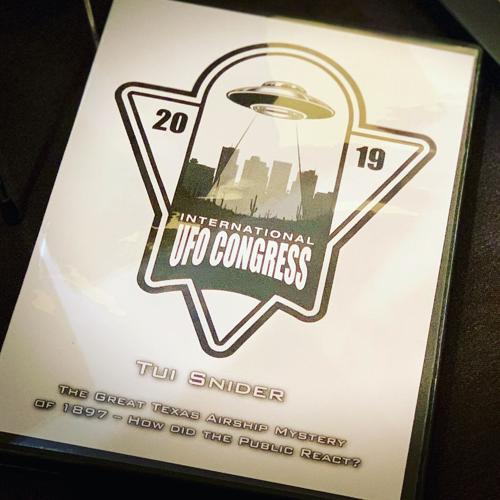 20
19
INTERNATIONAL
UFO CONGRESS
TUI SNIDER
THE GREAT TEXAS AIRSHIP MYSTERY
OF 1897 – HOW DID THE PUBLIC REACT?